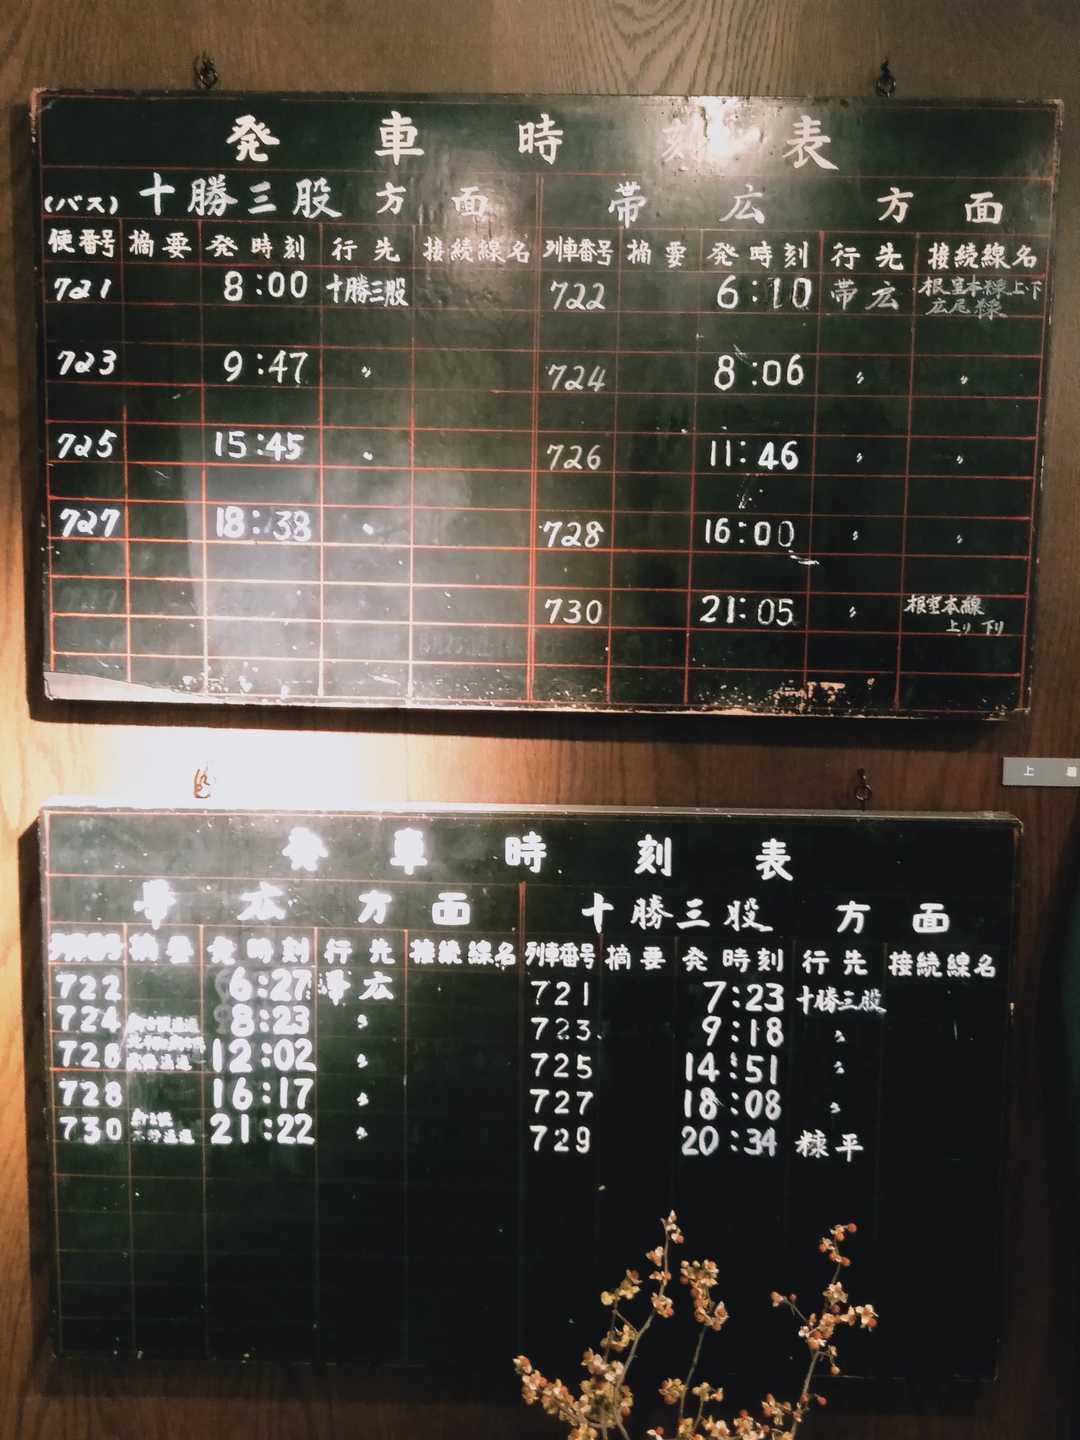 発車時刻表
(バス) 十勝三股方面 帯広方面
便番号 摘要 発時刻 行先 接続線名 列車番号 摘要 発時刻 行先 接続線名
721 8:00 十勝三股 722 6:10 帯広 根室本線上・下
広尾線
723 9:47 〃 724 8:06 〃 〃
725 15:45 〃 726 11:46 〃 〃
727 18:38 〃 728 16:00 〃 〃
730 21:05 〃 根室本線
上り 下り
上
発車時刻表
帯広方面 十勝三股方面
列車番号 摘要 発時刻 行先 接続線名 列車番号 摘要 発時刻 行先 接続線名
722 6:27 帯広 721 7:23 十勝三股
724 8:23 〃 723 9:18 〃
726 通過 12:02 〃 725 14:51 〃
728 16:17 〃 727 18:08 〃
730 通過 21:22 〃 729 20:34 糠平